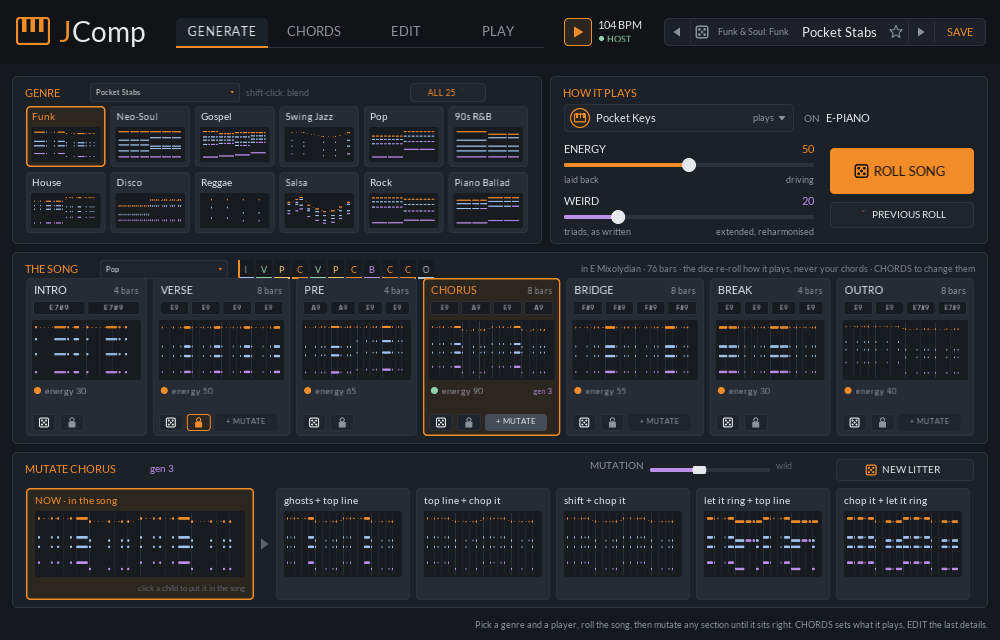 JComp
GENERATE CHORDS EDIT PLAY
104 BPM
HOST
Funk & Soul: Funk Pocket Stabs SAVE
GENRE Pocket Stabs shift-click: blend ALL 25
Funk Neo-Soul Gospel Swing Jazz Pop 90s R&B
House Disco Reggae Salsa Rock Piano Ballad
HOW IT PLAYS
Pocket Keys plays ON E-PIANO
ENERGY 50
laid back driving
WEIRD 20
triads, as written extended, reharmonised
ROLL SONG
PREVIOUS ROLL
THE SONG Pop I V P C V P C B C C O in E Mixolydian · 76 bars · the dice re-roll how it plays, never your chords · CHORDS to change them
INTRO 4 bars VERSE 8 bars PRE 4 bars CHORUS 8 bars BRIDGE 8 bars BREAK 4 bars OUTRO 8 bars
E7#9 E7#9 E9 E9 E9 E9 A9 E9 A9 E9 E9 A9 E9 A9 F#9 F#9 F#9 F#9 E9 E9 E9 E9 E9 E9 E7#9 E7#9
energy 30 energy 50 energy 65 energy 90 gen 3 energy 55 energy 30 energy 40
+ MUTATE + MUTATE + MUTATE + MUTATE
MUTATE CHORUS gen 3 MUTATION wild NEW LITTER
NOW · in the song ghosts + top line top line + chop it shift + chop it let it ring + top line chop it + let it ring
click a child to put it in the song
Pick a genre and a player, roll the song, then mutate any section until it sits right. CHORDS sets what it plays, EDIT the last details.